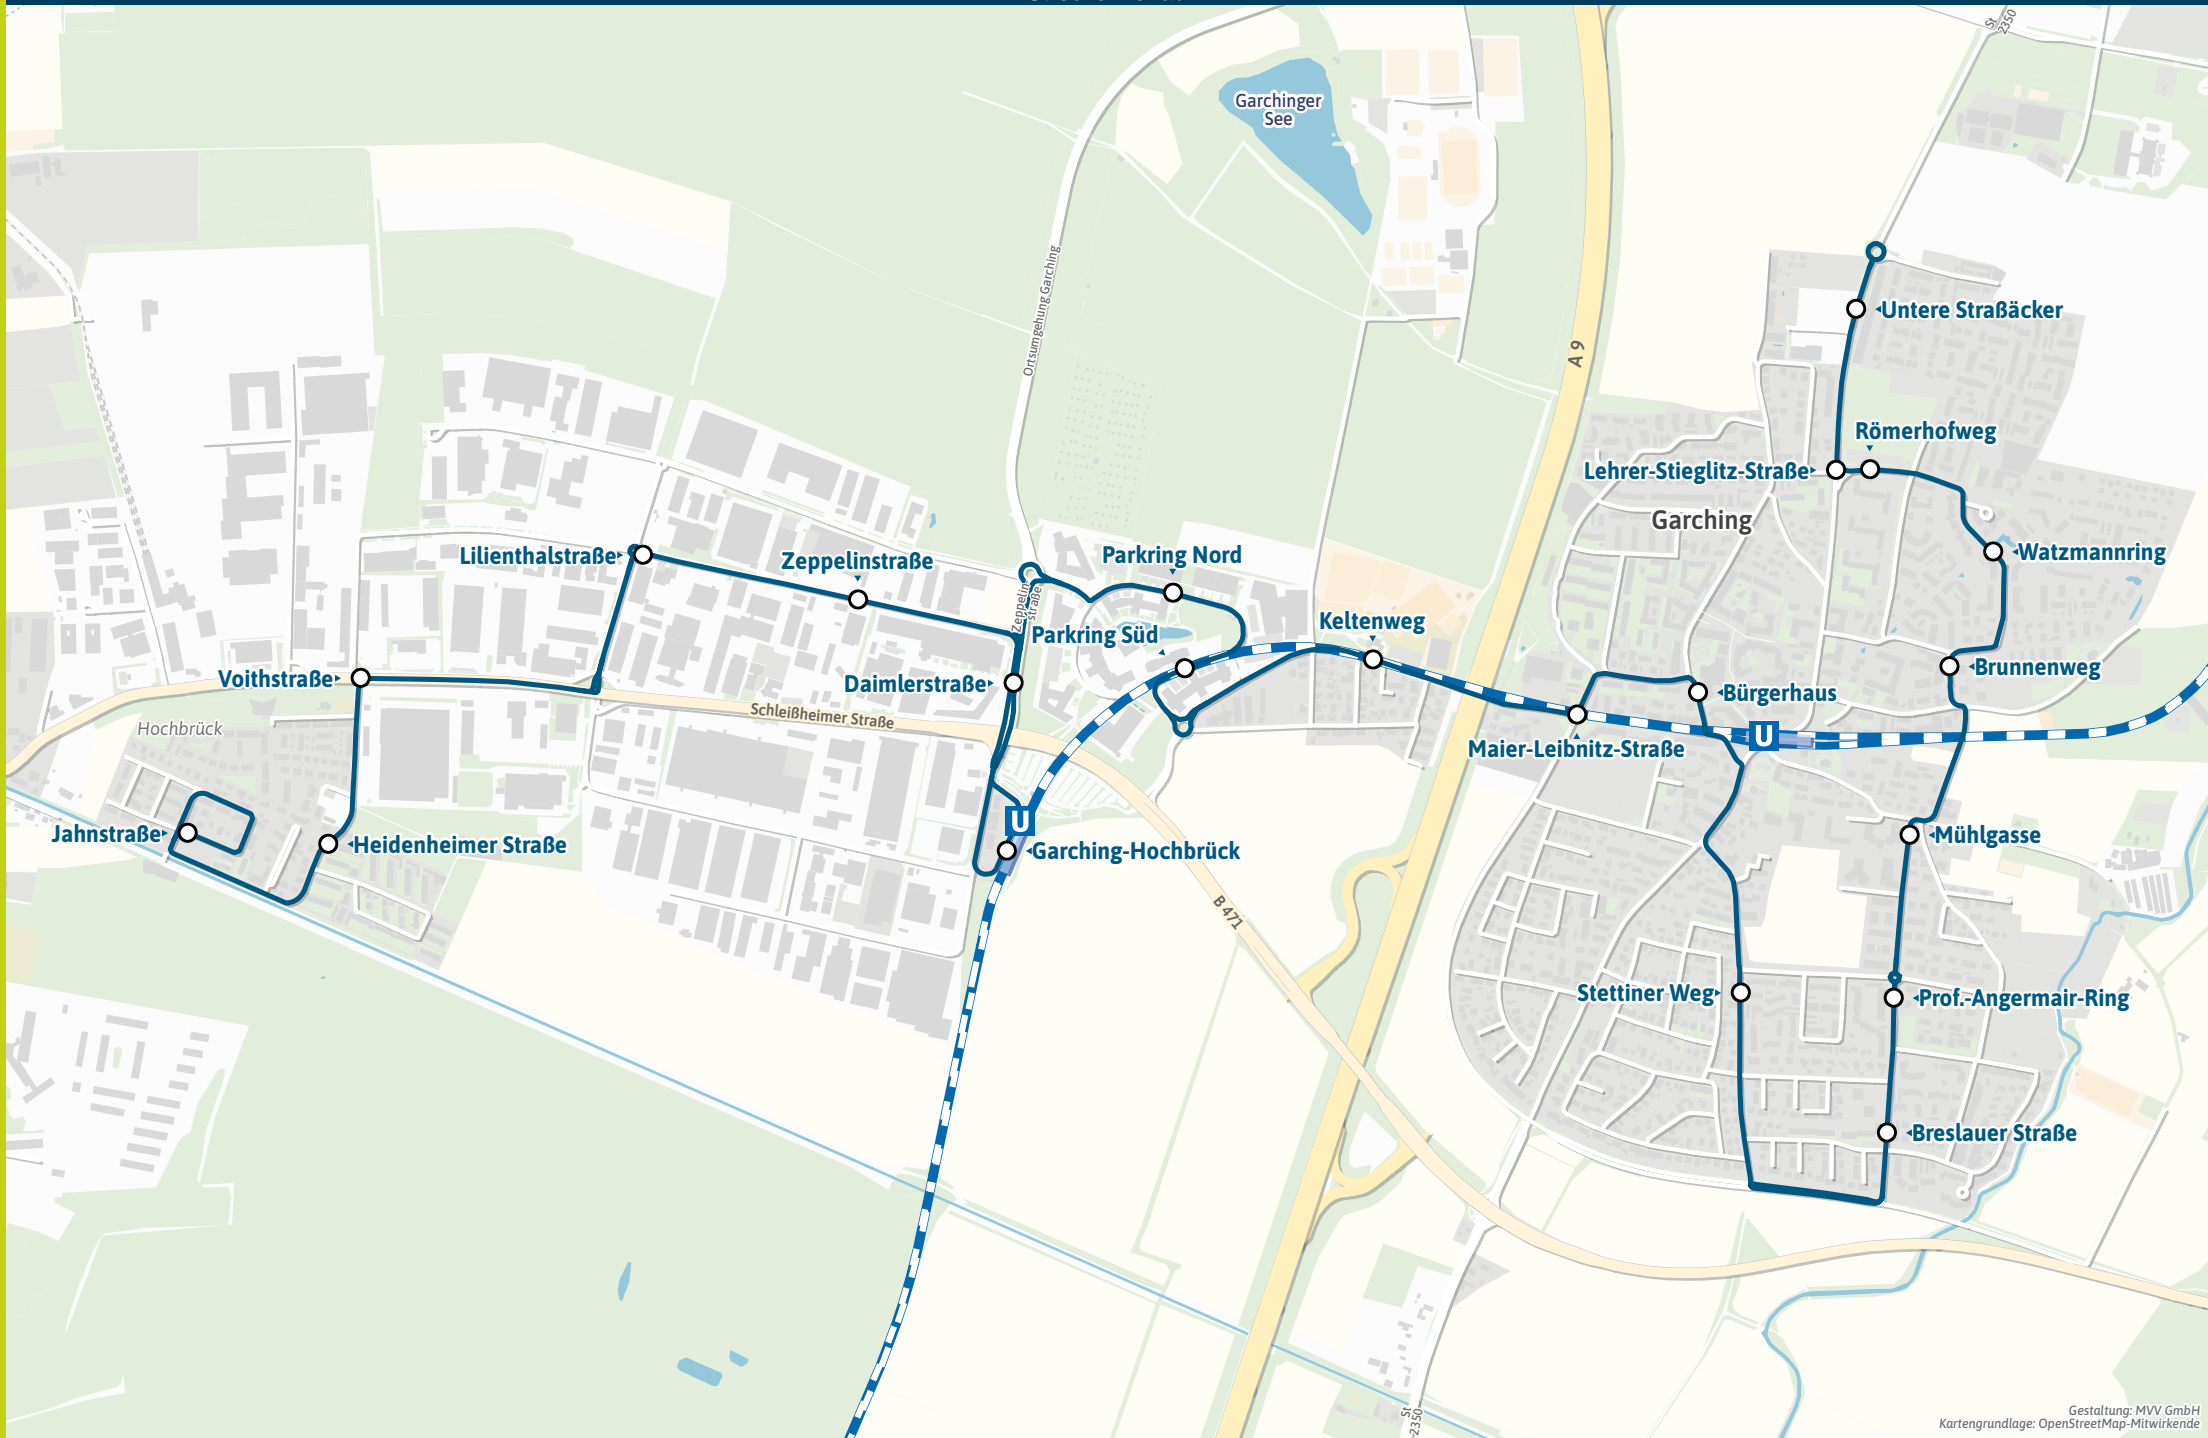 St
2350
Garchinger
See
Ortsumgehung Garching
A 9
Untere Straßäcker
Römerhofweg
Lehrer-Stieglitz-Straße
Garching
Lilienthalstraße
Zeppelinstraße
Parkring Nord
Watzmannring
Zeppelin-
straße
Parkring Süd
Keltenweg
Brunnenweg
Voithstraße
Daimlerstraße
Bürgerhaus
Schleißheimer Straße
Hochbrück
U
Maier-Leibnitz-Straße
U
Jahnstraße
Heidenheimer Straße
Garching-Hochbrück
Mühlgasse
B 471
Stettiner Weg
Prof.-Angermair-Ring
Breslauer Straße
St
2350
Gestaltung: MVV GmbH
Kartengrundlage: OpenStreetMap-Mitwirkende